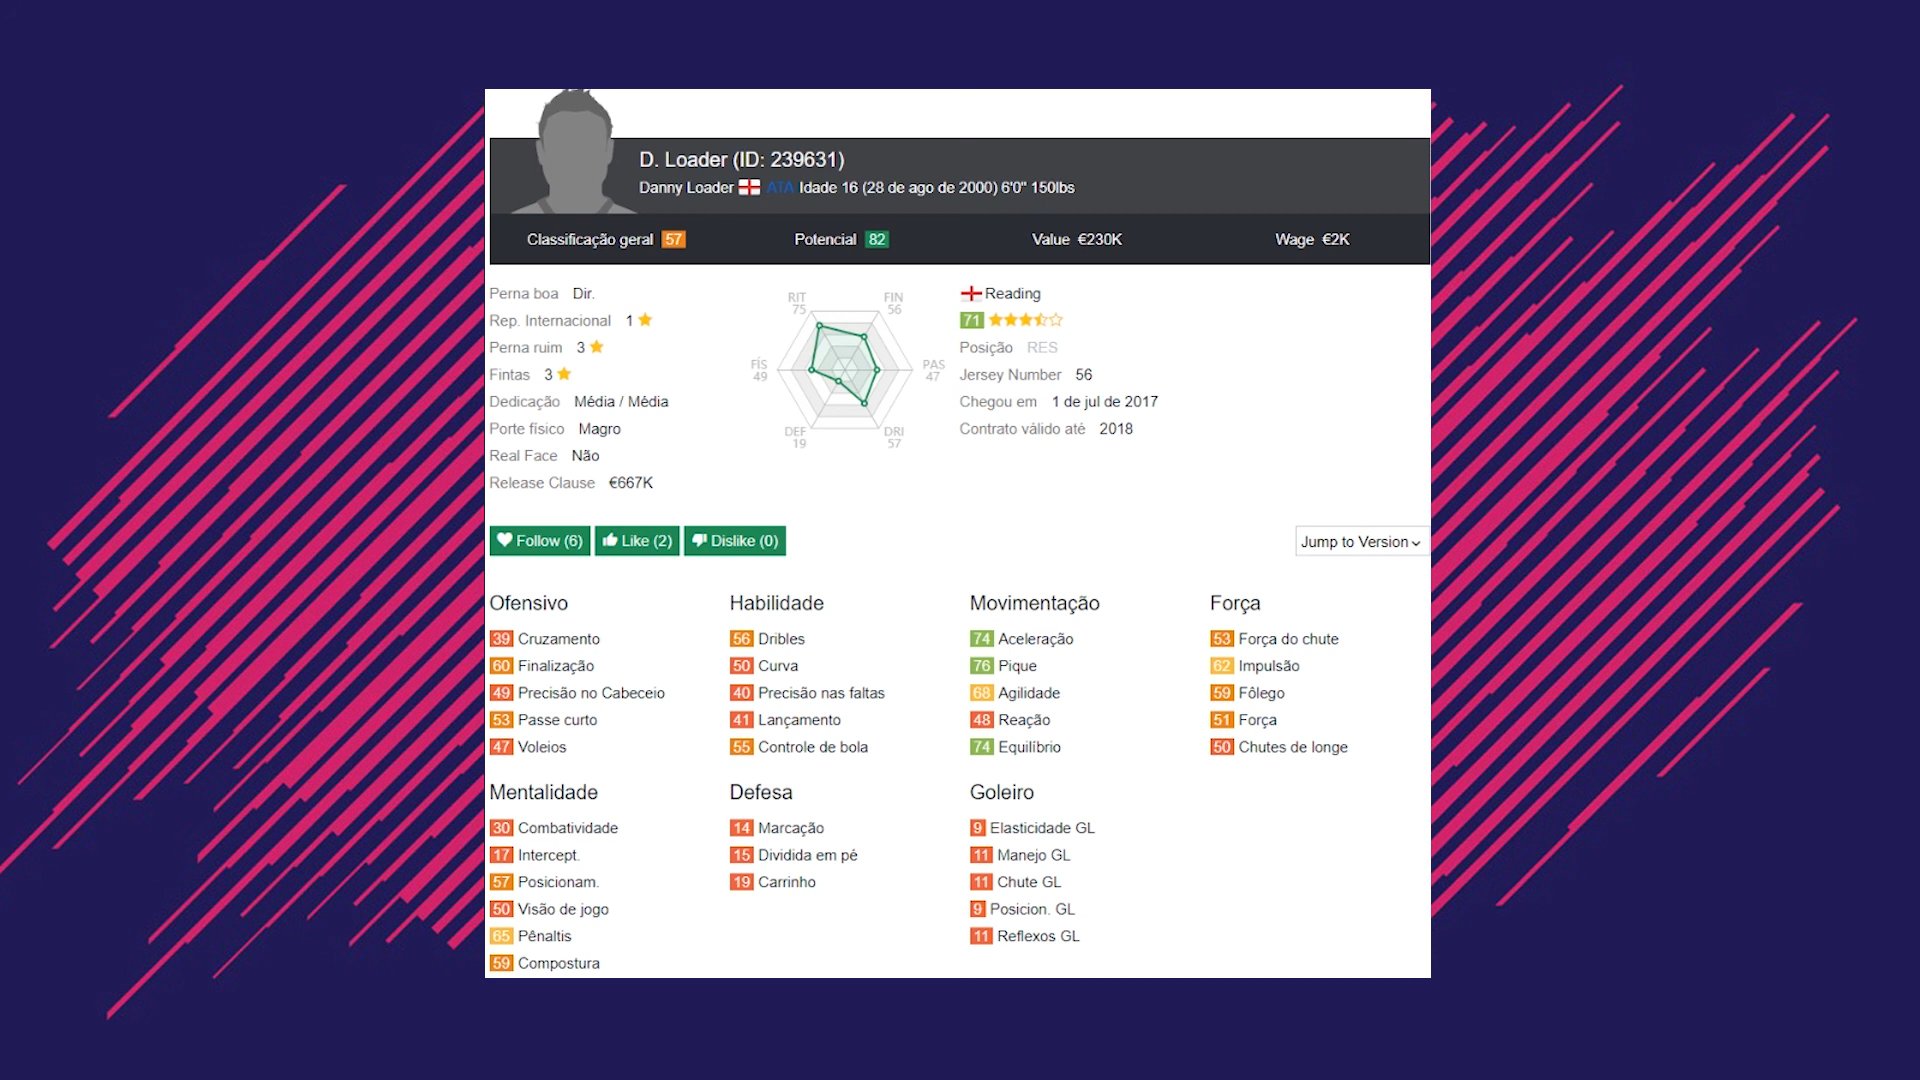 D. Loader (ID: 239631)
Danny Loader ATA Idade 16 (28 de ago de 2000) 6'0" 150lbs
Classificação geral 57 Potencial 82 Value €230K Wage €2K
Perna boa Dir.
Rep. Internacional 1
Perna ruim 3
Fintas 3
Dedicação Média / Média
Porte físico Magro
Real Face Não
Release Clause €667K
RIT 75
FIN 56
FÍS 49
PAS 47
DEF 19
DRI 57
Reading
71
Posição RES
Jersey Number 56
Chegou em 1 de jul de 2017
Contrato válido até 2018
Follow (6) Like (2) Dislike (0) Jump to Version
Ofensivo
39 Cruzamento
60 Finalização
49 Precisão no Cabeceio
53 Passe curto
47 Voleios
Habilidade
56 Dribles
50 Curva
40 Precisão nas faltas
41 Lançamento
55 Controle de bola
Movimentação
74 Aceleração
76 Pique
68 Agilidade
48 Reação
74 Equilíbrio
Força
53 Força do chute
62 Impulsão
59 Fôlego
51 Força
50 Chutes de longe
Mentalidade
30 Combatividade
17 Intercept.
57 Posicionam.
50 Visão de jogo
65 Pênaltis
59 Compostura
Defesa
14 Marcação
15 Dividida em pé
19 Carrinho
Goleiro
9 Elasticidade GL
11 Manejo GL
11 Chute GL
9 Posicion. GL
11 Reflexos GL